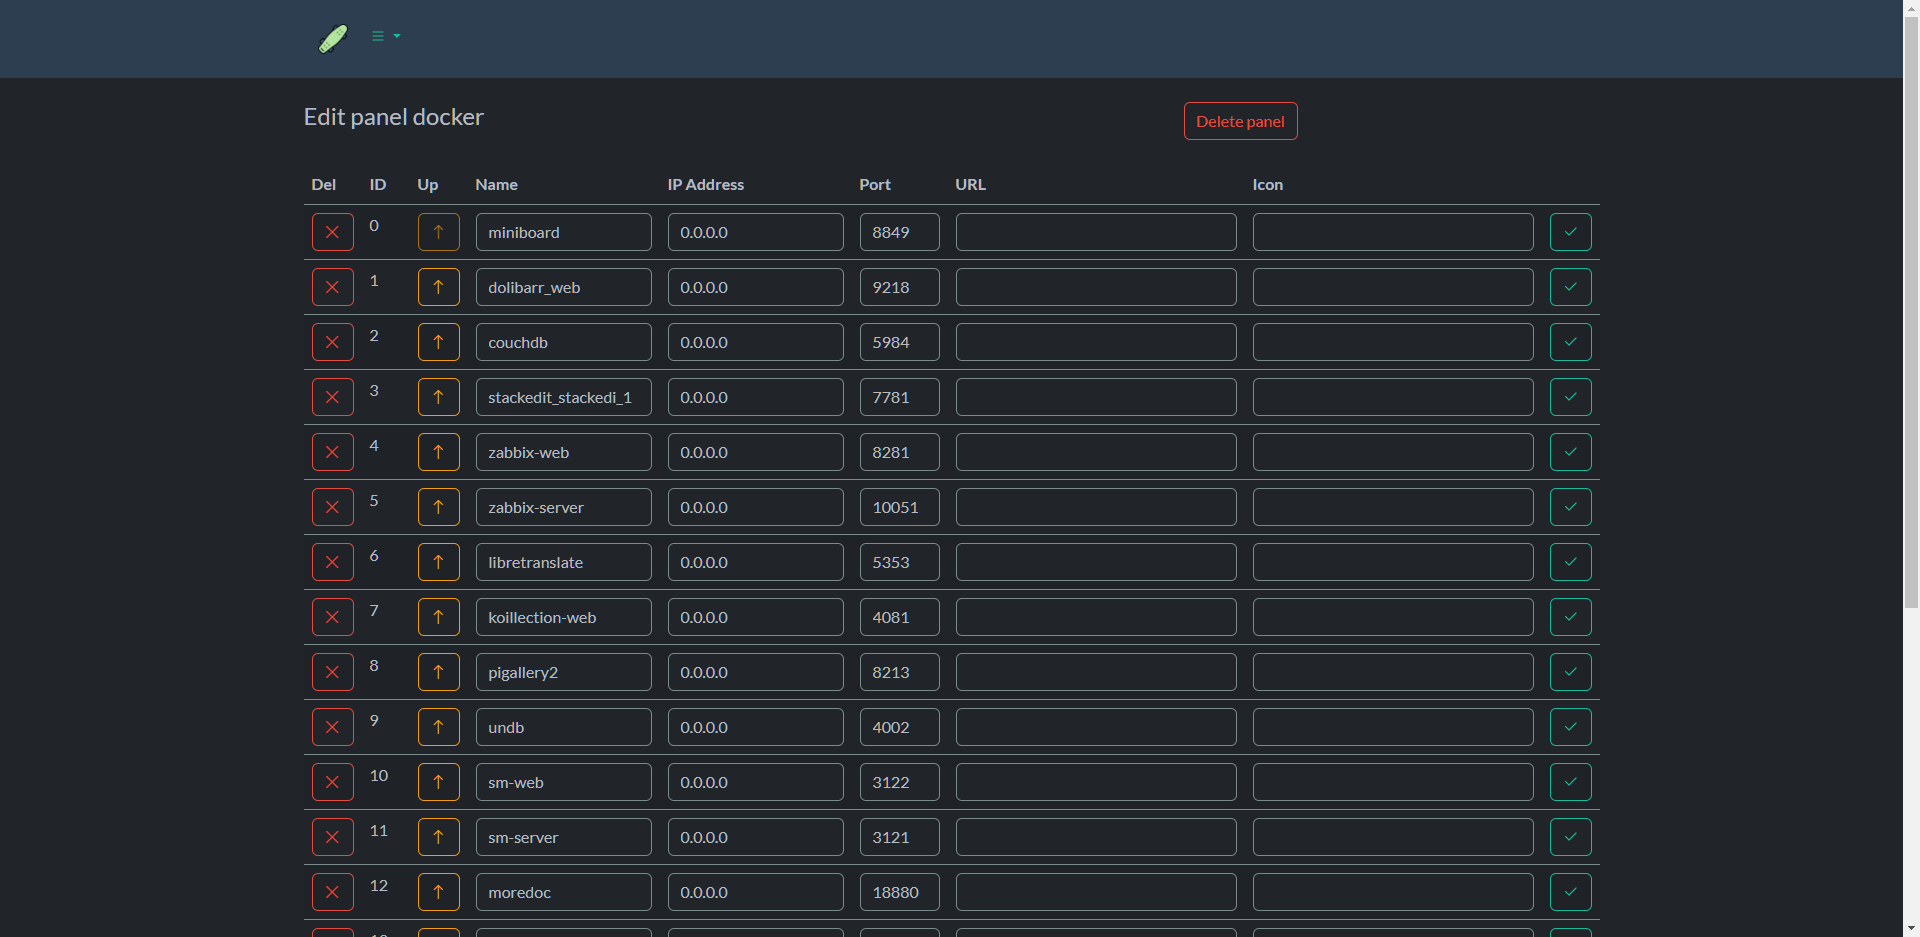 Edit panel docker
Delete panel
Del ID Up Name IP Address Port URL Icon
0 miniboard 0.0.0.0 8849
1 dolibarr_web 0.0.0.0 9218
2 couchdb 0.0.0.0 5984
3 stackedit_stackedi_1 0.0.0.0 7781
4 zabbix-web 0.0.0.0 8281
5 zabbix-server 0.0.0.0 10051
6 libretranslate 0.0.0.0 5353
7 koillection-web 0.0.0.0 4081
8 pigallery2 0.0.0.0 8213
9 undb 0.0.0.0 4002
10 sm-web 0.0.0.0 3122
11 sm-server 0.0.0.0 3121
12 moredoc 0.0.0.0 18880